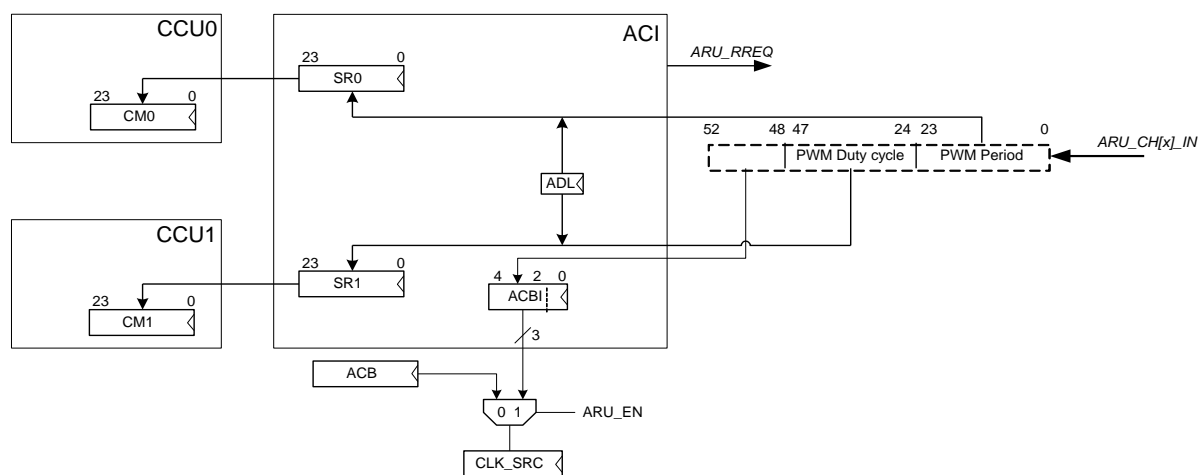 CCU0
ACI
ARU_RREQ
23 0
SR0
23 0
CM0
52 48 47 24 23 0
PWM Duty cycle PWM Period
ARU_CH[x]_IN
ADL
CCU1
23 0
SR1
4 2 0
ACBI
23 0
CM1
3
ACB
0 1
ARU_EN
CLK_SRC